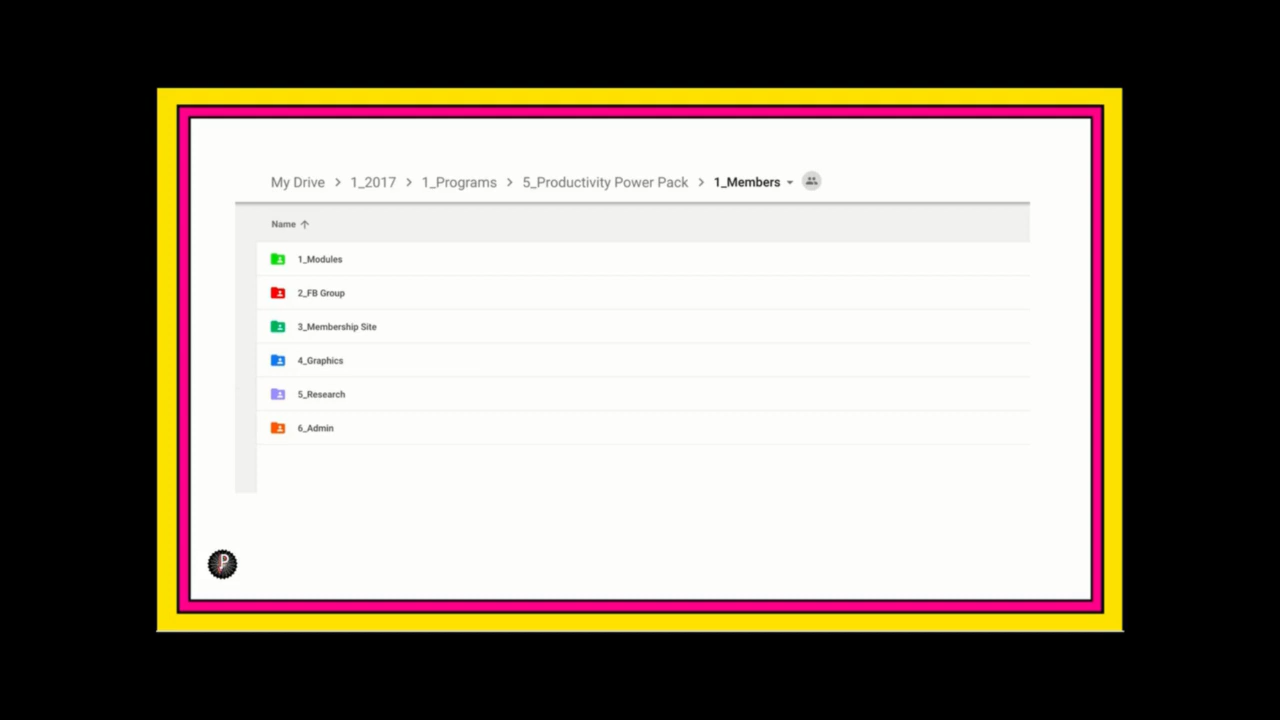 My Drive > 1_2017 > 1_Programs > 5_Productivity Power Pack > 1_Members
Name
1_Modules
2_FB Group
3_Membership Site
4_Graphics
5_Research
6_Admin
P